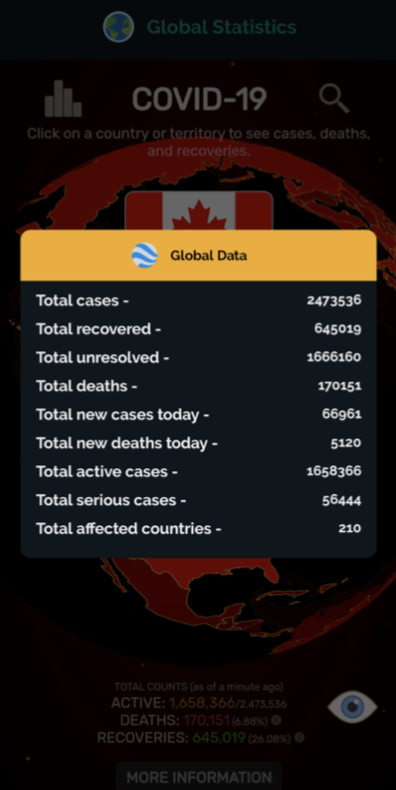 Global Statistics
COVID-19
Click on a country or territory to see cases, deaths,
and recoveries.
Global Data
Total cases - 2473536
Total recovered - 645019
Total unresolved - 1666160
Total deaths - 170151
Total new cases today - 66961
Total new deaths today - 5120
Total active cases - 1658366
Total serious cases - 56444
Total affected countries - 210
TOTAL COUNTS (as of a minute ago)
ACTIVE: 1,658,366/2,473,536
DEATHS: 170,151 (6.88%)
RECOVERIES: 645,019 (26.08%)
MORE INFORMATION